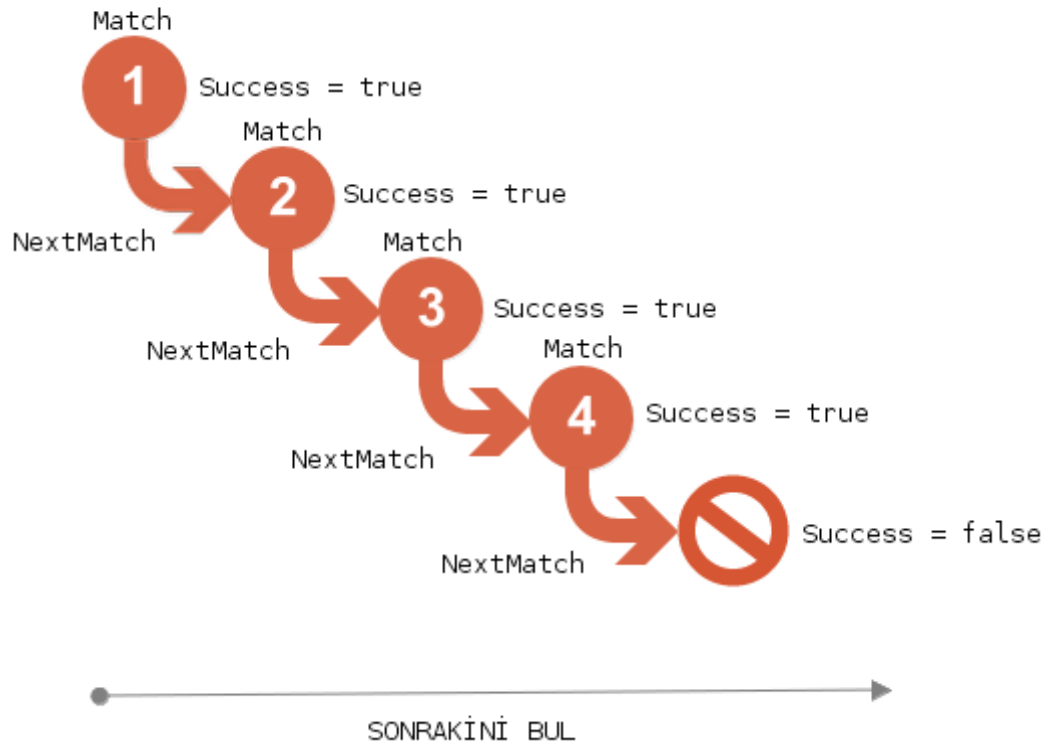 Match
1
Success = true
Match
2
Success = true
NextMatch
Match
3
Success = true
NextMatch
Match
4
Success = true
NextMatch
Success = false
NextMatch
SONRAKİNİ BUL